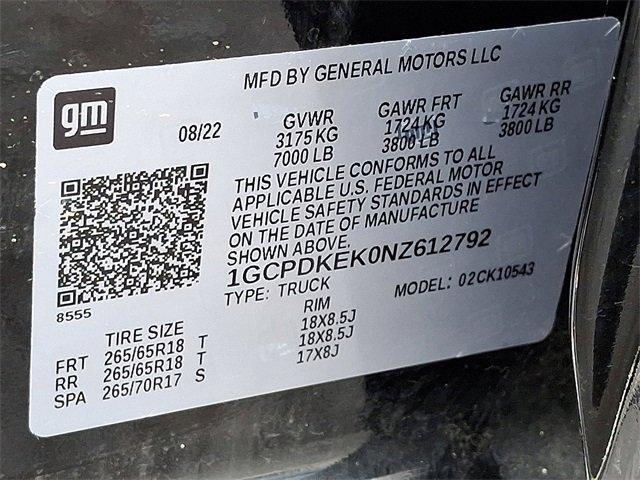 MFD BY GENERAL MOTORS LLC
gm
08/22
GVWR
3175 KG
7000 LB
GAWR FRT
1724 KG
3800 LB
GAWR RR
1724 KG
3800 LB
THIS VEHICLE CONFORMS TO ALL
APPLICABLE U.S. FEDERAL MOTOR
VEHICLE SAFETY STANDARDS IN EFFECT
ON THE DATE OF MANUFACTURE
SHOWN ABOVE.
1GCPDKEK0NZ612792
TYPE: TRUCK
MODEL: 02CK10543
8555
TIRE SIZE
RIM
FRT 265/65R18 T 18X8.5J
RR 265/65R18 T 18X8.5J
SPA 265/70R17 S 17X8J